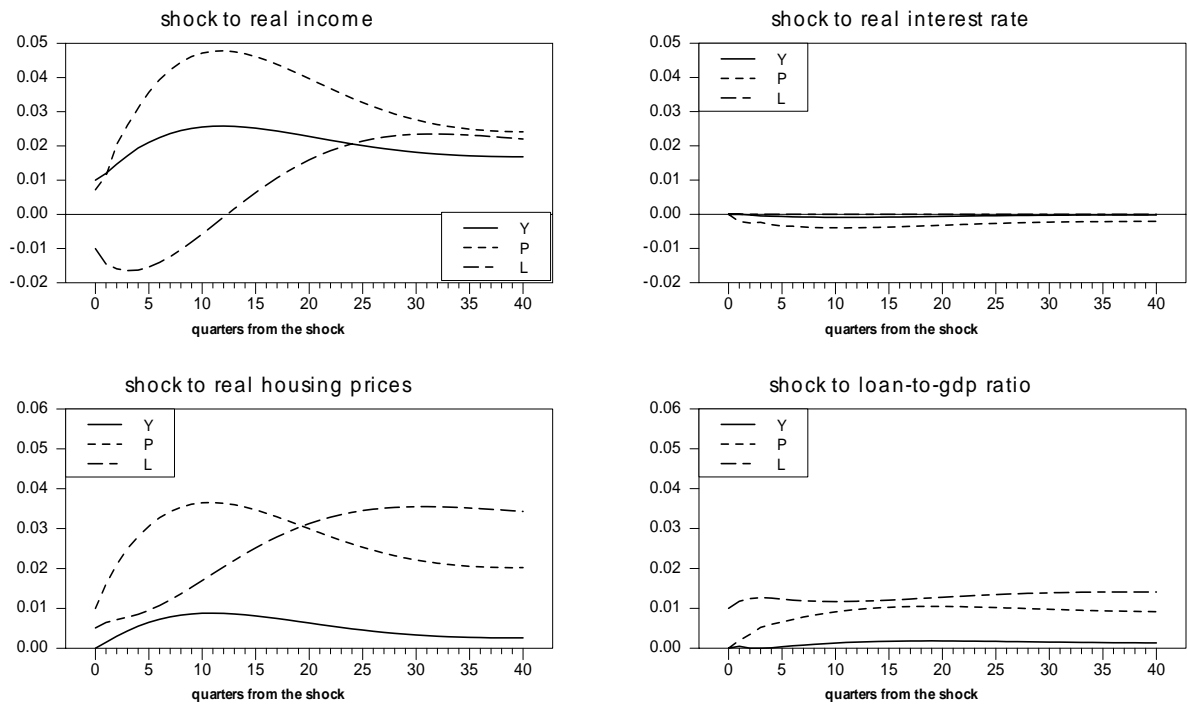 shock to real income
0.05
0.04
0.03
0.02
0.01
0.00
-0.01
-0.02
Y
P
L
0 5 10 15 20 25 30 35 40
quarters from the shock
shock to real interest rate
0.05
0.04
0.03
0.02
0.01
0.00
-0.01
-0.02
Y
P
L
0 5 10 15 20 25 30 35 40
quarters from the shock
shock to real housing prices
0.06
0.05
0.04
0.03
0.02
0.01
0.00
Y
P
L
0 5 10 15 20 25 30 35 40
quarters from the shock
shock to loan-to-gdp ratio
0.06
0.05
0.04
0.03
0.02
0.01
0.00
Y
P
L
0 5 10 15 20 25 30 35 40
quarters from the shock